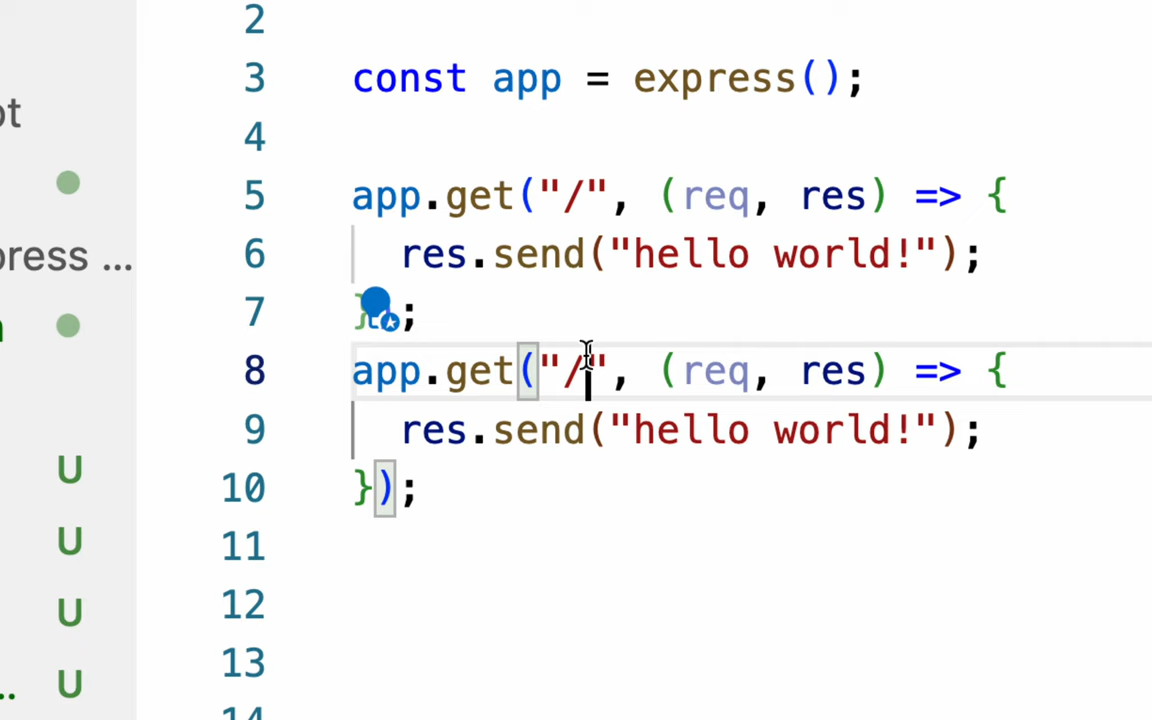 2
3 const app = express();
ot
4
5 app.get("/", (req, res) => {
press ...
6 res.send("hello world!");
7 };
8 app.get("/", (req, res) => {
9 res.send("hello world!");
U
10 });
U
11
12
U
13
.. U
14